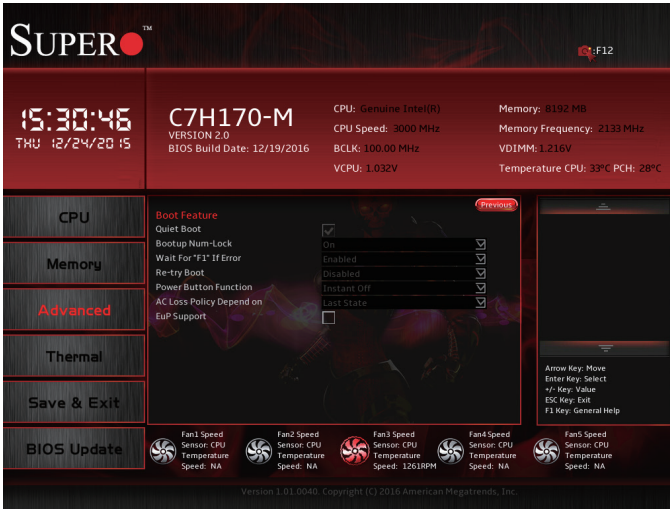 SUPER TM
:F12
15:30:46
THU 12/24/2015
C7H170-M
VERSION 2.0
BIOS Build Date: 12/19/2016
CPU: Genuine Intel(R)
CPU Speed: 3000 MHz
BCLK: 100.00 MHz
VCPU: 1.032V
Memory: 8192 MB
Memory Frequency: 2133 MHz
VDIMM: 1.216V
Temperature CPU: 33°C PCH: 28°C
CPU
Memory
Advanced
Thermal
Save & Exit
BIOS Update
Previous
Boot Feature
Quiet Boot
Bootup Num-Lock On
Wait For "F1" If Error Enabled
Re-try Boot Disabled
Power Button Function Instant Off
AC Loss Policy Depend on Last State
EuP Support
Arrow Key: Move
Enter Key: Select
+/- Key: Value
ESC Key: Exit
F1 Key: General Help
Fan1 Speed
Sensor: CPU
Temperature
Speed: NA
Fan2 Speed
Sensor: CPU
Temperature
Speed: NA
Fan3 Speed
Sensor: CPU
Temperature
Speed: 1261RPM
Fan4 Speed
Sensor: CPU
Temperature
Speed: NA
Fan5 Speed
Sensor: CPU
Temperature
Speed: NA
Version 1.01.0040. Copyright (C) 2016 American Megatrends, Inc.